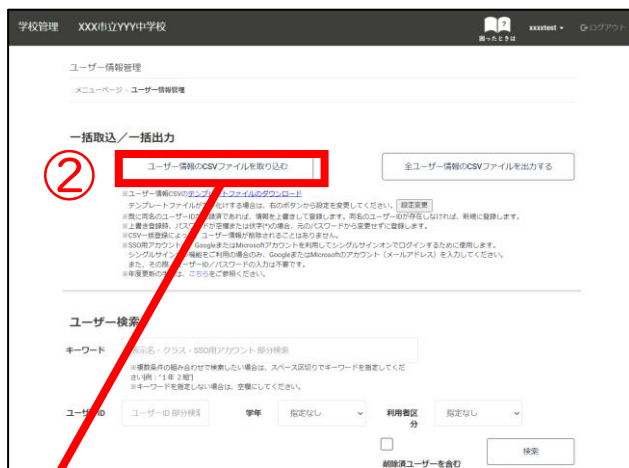 学校管理 XXX市立YYY中学校
困ったときは xxxxtest ログアウト
ユーザー情報管理
メニューページ > ユーザー情報管理
一括取込／一括出力
②
ユーザー情報のCSVファイルを取り込む 全ユーザー情報のCSVファイルを出力する
※ユーザー情報CSVのテンプレートファイルのダウンロード
テンプレートファイルが 化けする場合は、右のボタンから設定を変更してください。 設定変更
※既に同名のユーザーIDが 済であれば、情報を上書きして登録します。同名のユーザーIDが存在しなければ、新規に登録します。
※上書き登録時、パスワードが空欄または伏字(*)の場合、元のパスワードから変更せずに登録します。
※CSV一括登録によ 、ユーザー情報が削除されることはありません。
※SSO用アカウント 、GoogleまたはMicrosoftアカウントを利用してシングルサインオンでログインするために使用します。
シングルサイン 機能をご利用の場合のみ、GoogleまたはMicrosoftのアカウント（メールアドレス）を入力してください。
また、その際 ーザーID／パスワードの入力は不要です。
※年度更新の は、こちらをご参照ください。
ユーザー検索
キーワード 示名・クラス・SSO用アカウント 部分検索
※複数条件の組み合わせで検索したい場合は、スペース区切りでキーワードを指定してくだ
さい(例："1年 2組")
※キーワードを指定しない場合は、空欄にしてください。
ユーザーID ユーザーID 部分検索 学年 指定なし 利用者区 指定なし
分
検索
削除済ユーザーを含む